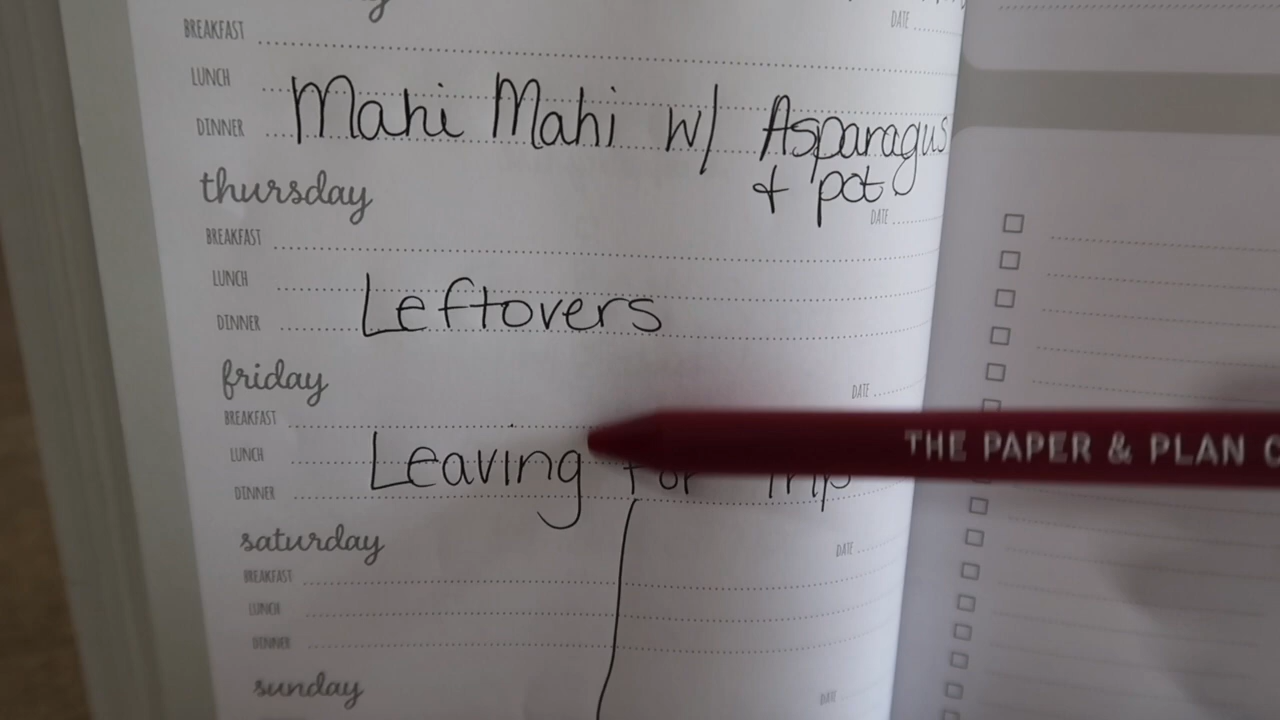 BREAKFAST
DATE
LUNCH
DINNER Mahi Mahi w/ Asparagus
& pot
thursday
DATE
BREAKFAST
LUNCH
DINNER Leftovers
friday
DATE
BREAKFAST
LUNCH Leaving for Trip
DINNER
THE PAPER & PLAN
saturday
DATE
BREAKFAST
LUNCH
DINNER
sunday
DATE